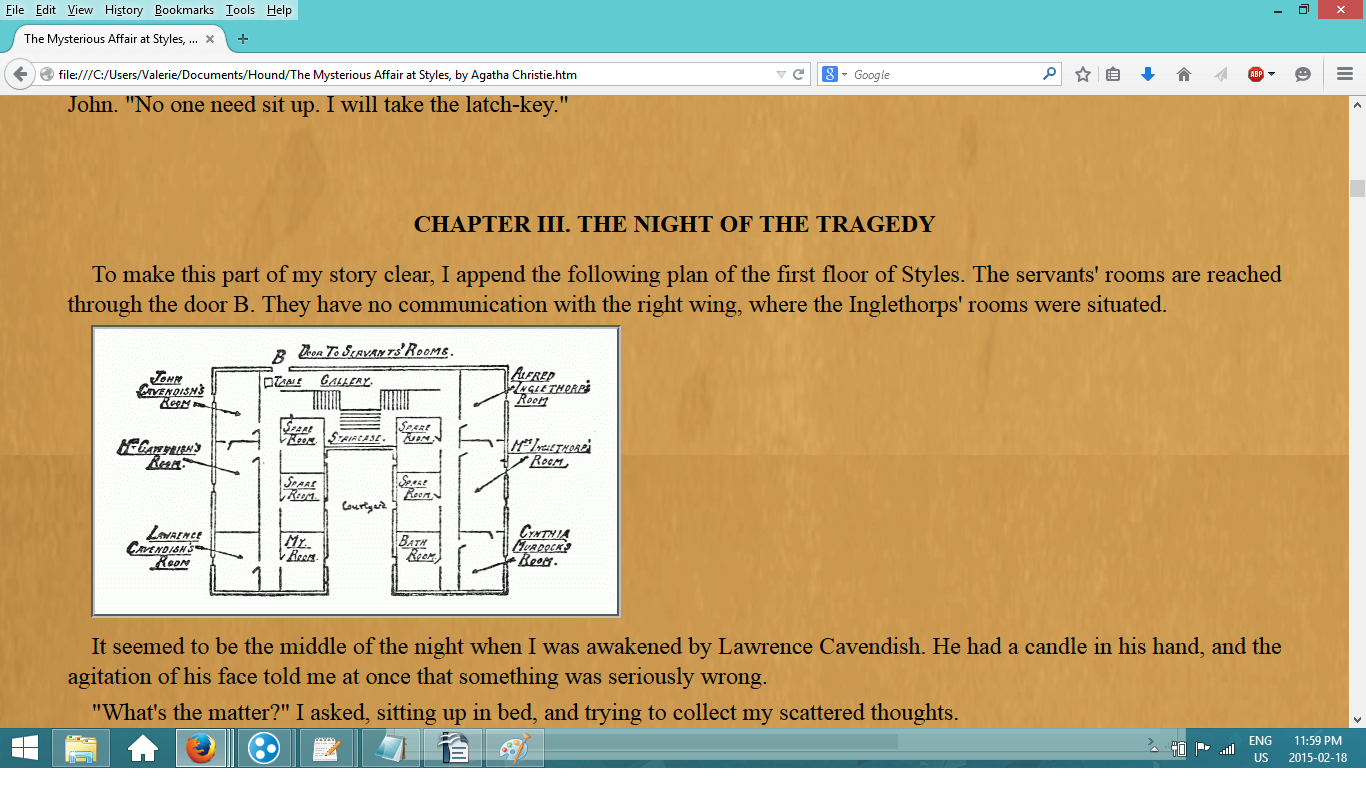 File Edit View History Bookmarks Tools Help
The Mysterious Affair at Styles, ...
file:///C:/Users/Valerie/Documents/Hound/The Mysterious Affair at Styles, by Agatha Christie.htm
Google
ABP
John. "No one need sit up. I will take the latch-key."
CHAPTER III. THE NIGHT OF THE TRAGEDY
To make this part of my story clear, I append the following plan of the first floor of Styles. The servants' rooms are reached
through the door B. They have no communication with the right wing, where the Inglethorps' rooms were situated.
B DOOR TO SERVANTS' ROOMS.
JOHN
CAVENDISH'S
ROOM
TABLE GALLERY.
ALFRED
INGLETHORP'S
ROOM
SPARE
ROOM.
STAIRCASE.
SPARE
ROOM.
MRS CAVENDISH'S
ROOM.
MRS INGLETHORP'S
ROOM.
SPARE
ROOM.
Courtyard
SPARE
ROOM.
LAWRENCE
CAVENDISH'S
ROOM
MY
ROOM.
BATH
ROOM.
CYNTHIA
MURDOCK'S
ROOM.
It seemed to be the middle of the night when I was awakened by Lawrence Cavendish. He had a candle in his hand, and the
agitation of his face told me at once that something was seriously wrong.
"What's the matter?" I asked, sitting up in bed, and trying to collect my scattered thoughts.
ENG
US
11:59 PM
2015-02-18